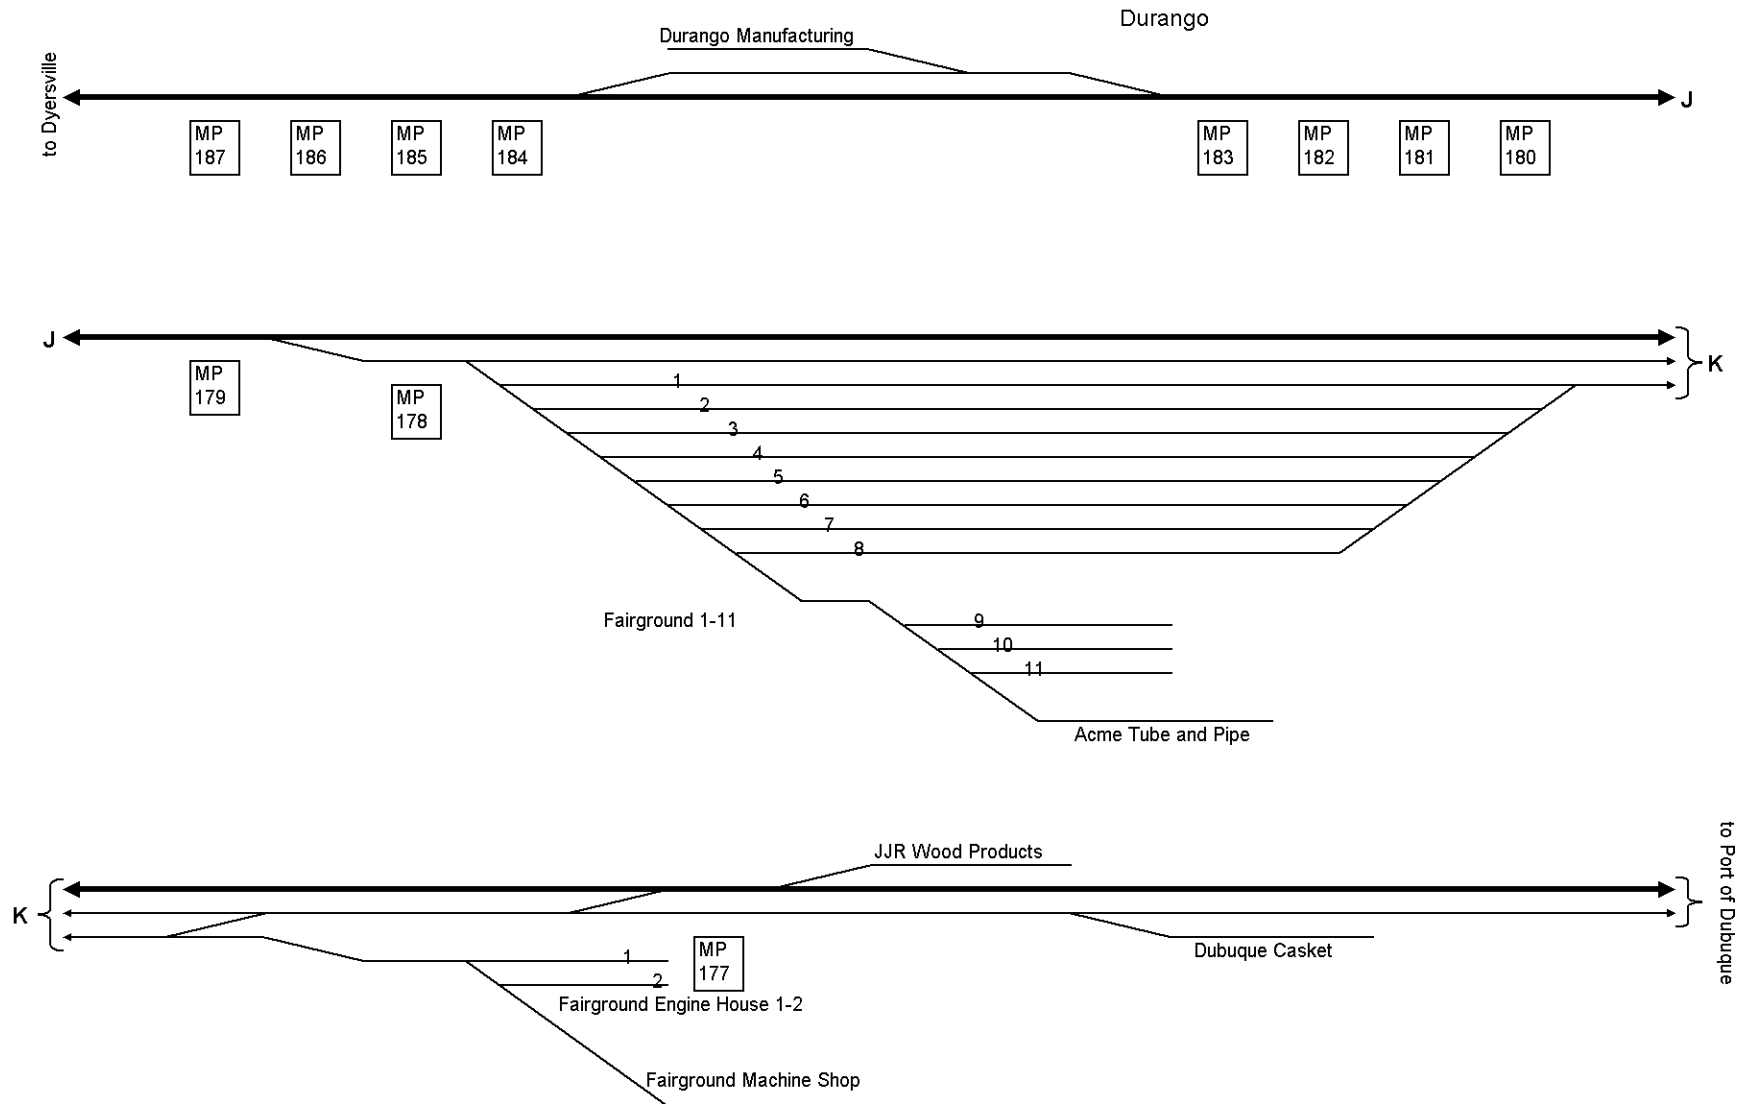 Durango
Durango Manufacturing
to Dyersville
J
MP
187
MP
186
MP
185
MP
184
MP
183
MP
182
MP
181
MP
180
J
K
MP
179
MP
178
1
2
3
4
5
6
7
8
Fairground 1-11
9
10
11
Acme Tube and Pipe
to Port of Dubuque
JJR Wood Products
K
Dubuque Casket
MP
177
1
2
Fairground Engine House 1-2
Fairground Machine Shop